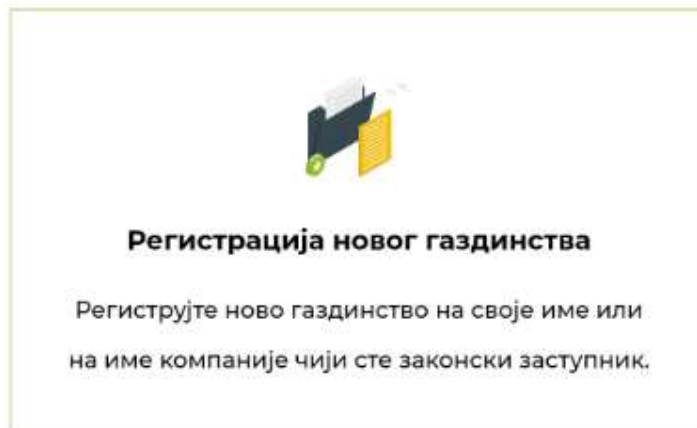 Регистрација новог газдинства
Региструјте ново газдинство на своје име или
на име компаније чији сте законски заступник.